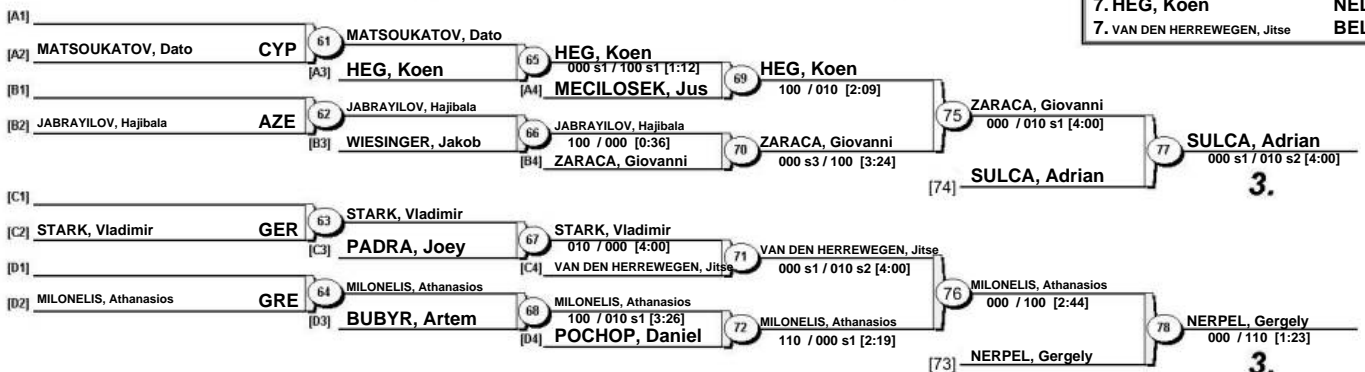 7. HEG, Koen NEL
7. VAN DEN HERREWEGEN, Jitse BEL
[A1]
[A2] MATSOUKATOV, Dato CYP
61 MATSOUKATOV, Dato
[A3] HEG, Koen
65 HEG, Koen
000 s1 / 100 s1 [1:12]
[A4] MECILOSEK, Jus
69 HEG, Koen
100 / 010 [2:09]
[B1]
[B2] JABRAYILOV, Hajibala AZE
62 JABRAYILOV, Hajibala
[B3] WIESINGER, Jakob
66 JABRAYILOV, Hajibala
100 / 000 [0:36]
[B4] ZARACA, Giovanni
70 ZARACA, Giovanni
000 s3 / 100 [3:24]
75 ZARACA, Giovanni
000 / 010 s1 [4:00]
[74] SULCA, Adrian
77 SULCA, Adrian
000 s1 / 010 s2 [4:00]
3.
[C1]
[C2] STARK, Vladimir GER
63 STARK, Vladimir
[C3] PADRA, Joey
67 STARK, Vladimir
010 / 000 [4:00]
[C4] VAN DEN HERREWEGEN, Jitse
71 VAN DEN HERREWEGEN, Jitse
000 s1 / 010 s2 [4:00]
[D1]
[D2] MILONELIS, Athanasios GRE
64 MILONELIS, Athanasios
[D3] BUBYR, Artem
68 MILONELIS, Athanasios
100 / 010 s1 [3:26]
[D4] POCHOP, Daniel
72 MILONELIS, Athanasios
110 / 000 s1 [2:19]
76 MILONELIS, Athanasios
000 / 100 [2:44]
[73] NERPEL, Gergely
78 NERPEL, Gergely
000 / 110 [1:23]
3.